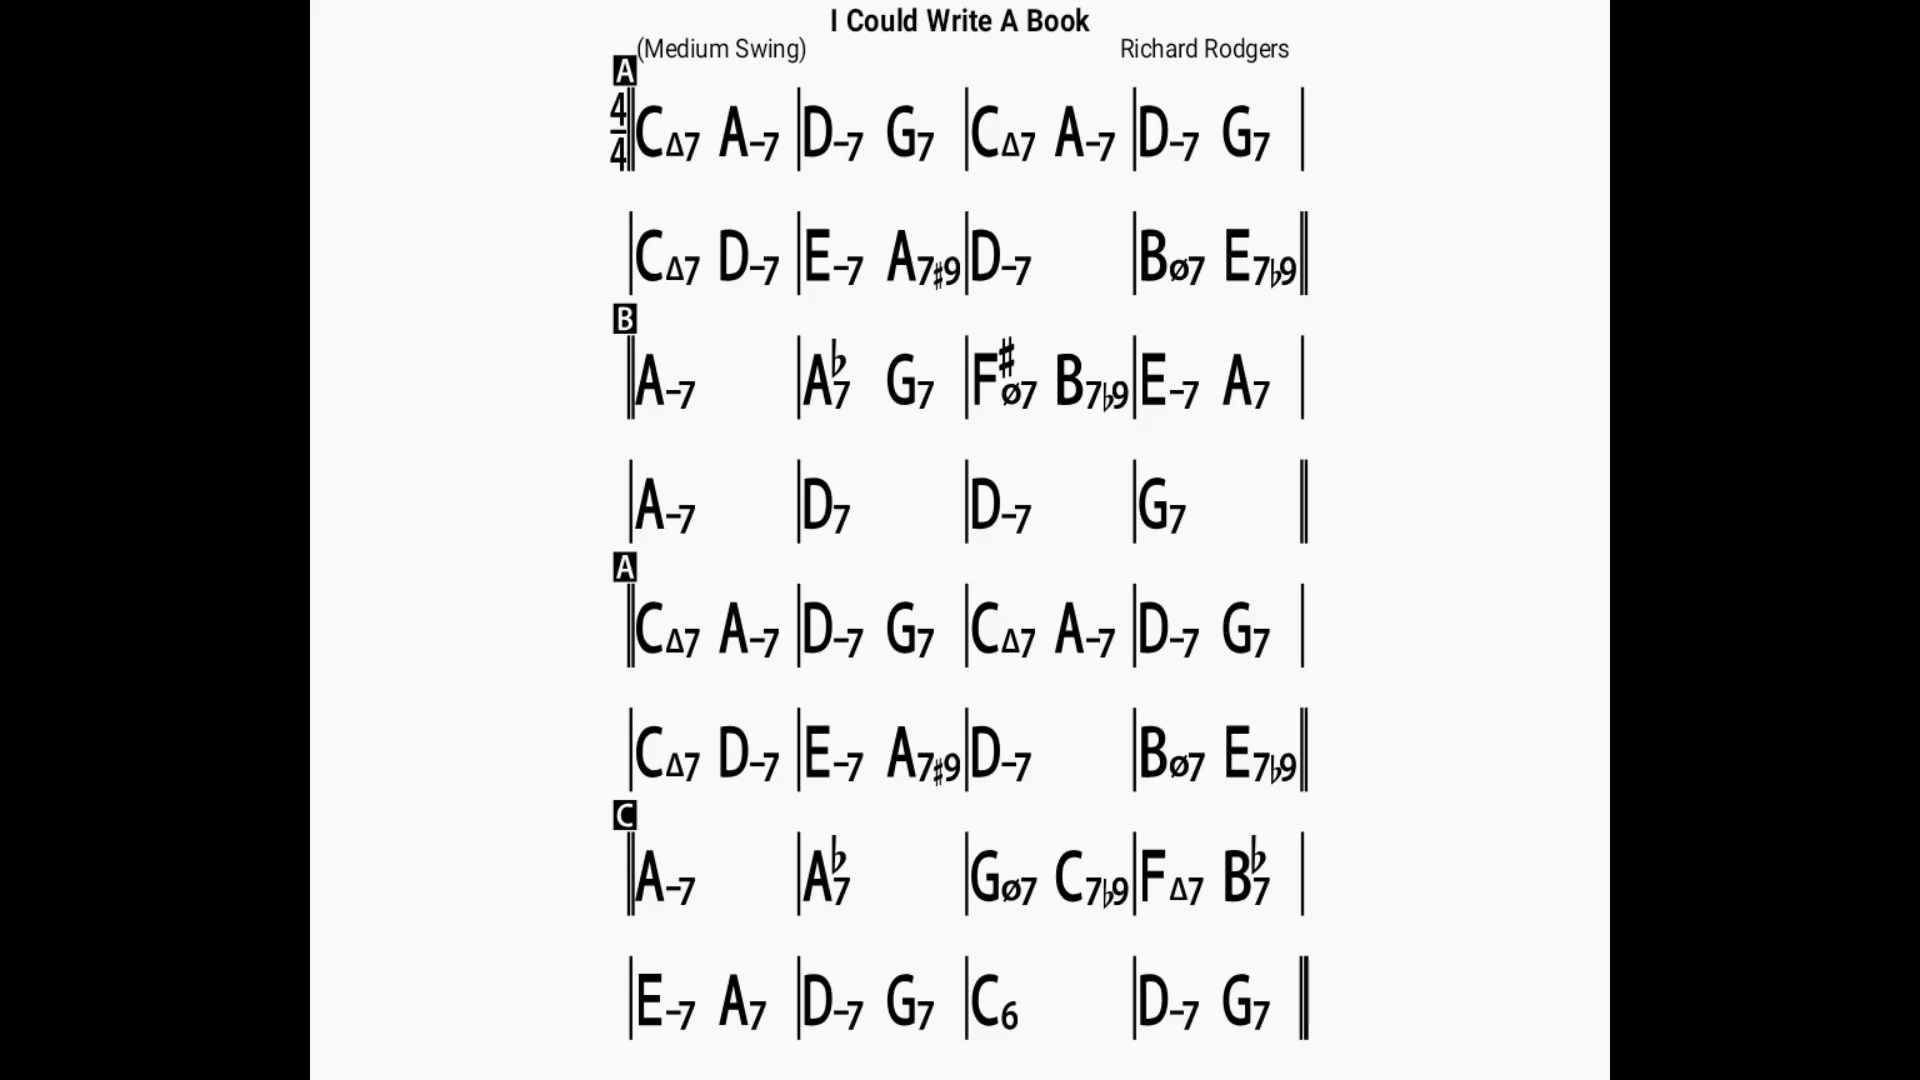 I Could Write A Book
(Medium Swing) Richard Rodgers
A
4/4 CΔ7 A–7 D–7 G7 CΔ7 A–7 D–7 G7
CΔ7 D–7 E–7 A7♯9 D–7 Bø7 E7♭9
B
A–7 A♭7 G7 F♯ø7 B7♭9 E–7 A7
A–7 D7 D–7 G7
A
CΔ7 A–7 D–7 G7 CΔ7 A–7 D–7 G7
CΔ7 D–7 E–7 A7♯9 D–7 Bø7 E7♭9
C
A–7 A♭7 Gø7 C7♭9 FΔ7 B♭7
E–7 A7 D–7 G7 C6 D–7 G7